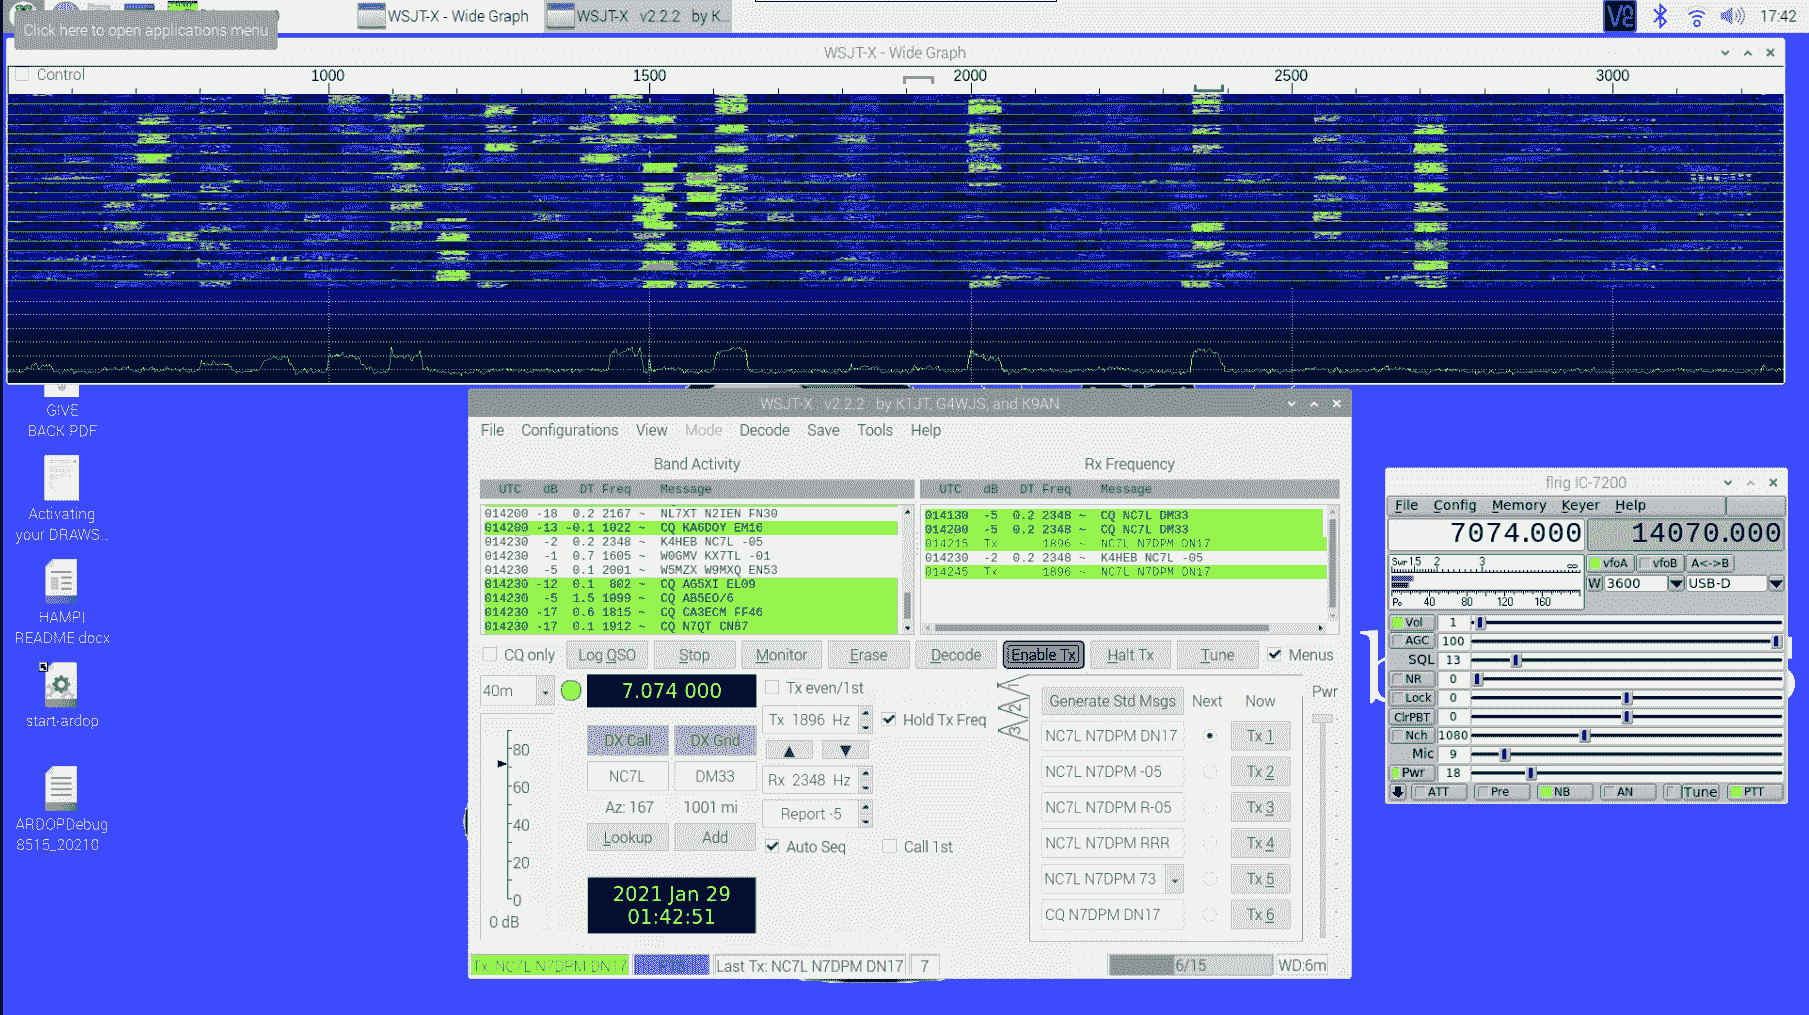 WSJT-X - Wide Graph
WSJT-X v2.2.2 by K...
17:42
Click here to open applications menu
WSJT-X - Wide Graph
Control
1000
1500
2000
2500
3000
GIVE
BACK PDF
Activating
your DRAWS...
HAMPI
README.docx
start-ardop
ARDOPDebug
8515_20210
WSJT-X v2.2.2 by K1JT, G4WJS, and K9AN
File Configurations View Mode Decode Save Tools Help
Band Activity
UTC dB DT Freq Message
014200 -18 0.2 2167 ~ NL7XT N2IEN FN30
014200 -13 -0.1 1022 ~ CQ KA6DQY EM16
014230 -2 0.2 2348 ~ K4HEB NC7L -05
014230 -1 0.7 1605 ~ W0GMV KX7TL -01
014230 -5 0.1 2001 ~ W5MZX W9MXQ EN53
014230 -12 0.1 802 ~ CQ AG5XI EL09
014230 -5 1.5 1099 ~ CQ AB5EO/6
014230 -17 0.6 1815 ~ CQ CA3ECM FF46
014230 -17 0.1 1912 ~ CQ N7QT CN87
Rx Frequency
UTC dB DT Freq Message
014130 -5 0.2 2348 ~ CQ NC7L DM33
014200 -5 0.2 2348 ~ CQ NC7L DM33
014215 Tx 1896 ~ NC7L N7DPM DN17
014230 -2 0.2 2348 ~ K4HEB NC7L -05
014245 Tx 1896 ~ NC7L N7DPM DN17
CQ only Log QSO Stop Monitor Erase Decode Enable Tx Halt Tx Tune Menus
40m
7.074 000
Tx even/1st
Tx 1896 Hz
Hold Tx Freq
DX Call DX Grid
NC7L DM33
Rx 2348 Hz
Az: 167 1001 mi
Report -5
Lookup Add
Auto Seq Call 1st
80
60
40
20
0
0 dB
2021 Jan 29
01:42:51
1
2
3
Generate Std Msgs Next Now
Pwr
NC7L N7DPM DN17 Tx 1
NC7L N7DPM -05 Tx 2
NC7L N7DPM R-05 Tx 3
NC7L N7DPM RRR Tx 4
NC7L N7DPM 73 Tx 5
CQ N7DPM DN17 Tx 6
Tx: NC7L N7DPM DN17 Last Tx: NC7L N7DPM DN17 7 6/15 WD:6m
flrig IC-7200
File Config Memory Keyer Help
7074.000 14070.000
vfoA vfoB A<->B
W 3600 USB-D
Po 40 80 120 160
Vol 1
AGC 100
SQL 13
NR 0
Lock 0
ClrPBT 0
Nch 1080
Mic 9
Pwr 18
ATT Pre NB AN Tune PTT